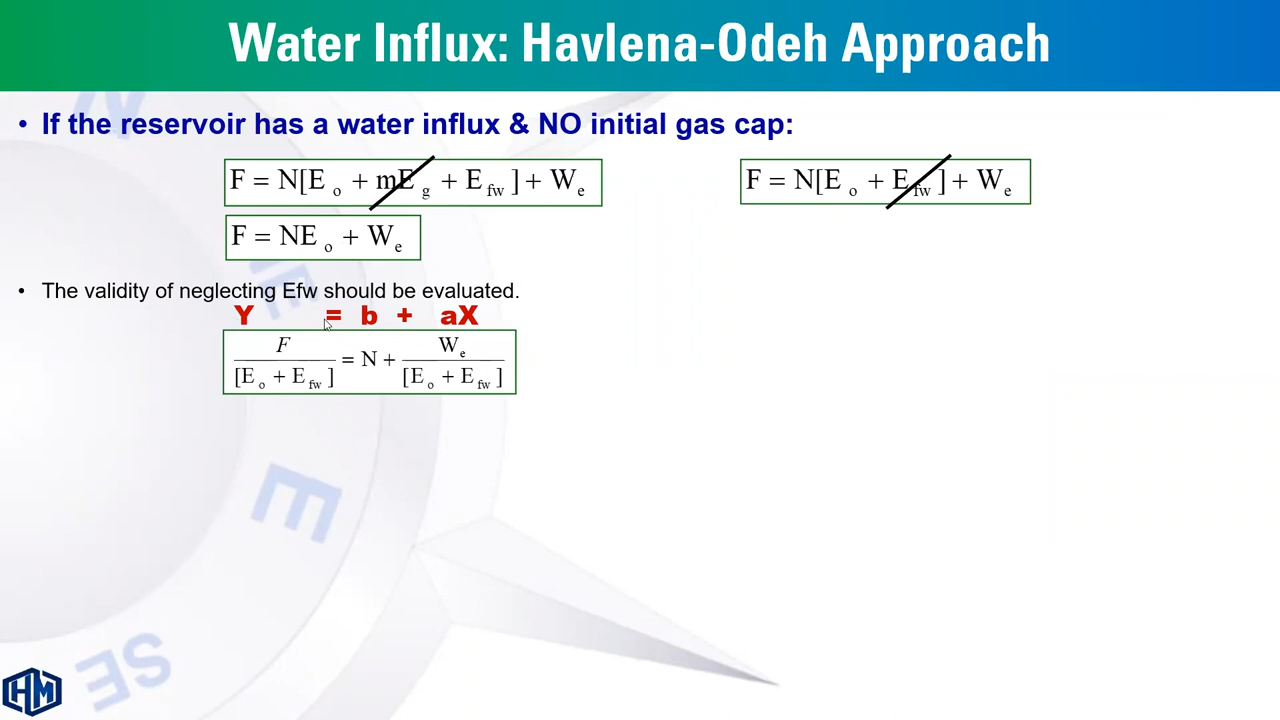 Water Influx: Havlena-Odeh Approach
• If the reservoir has a water influx & NO initial gas cap:
F = N[E o + mE g + E fw ] + W e
F = N[E o + E fw ] + W e
F = NE o + W e
• The validity of neglecting Efw should be evaluated.
Y = b + aX
F / [E o + E fw ] = N + W e / [E o + E fw ]
E
SE
HM